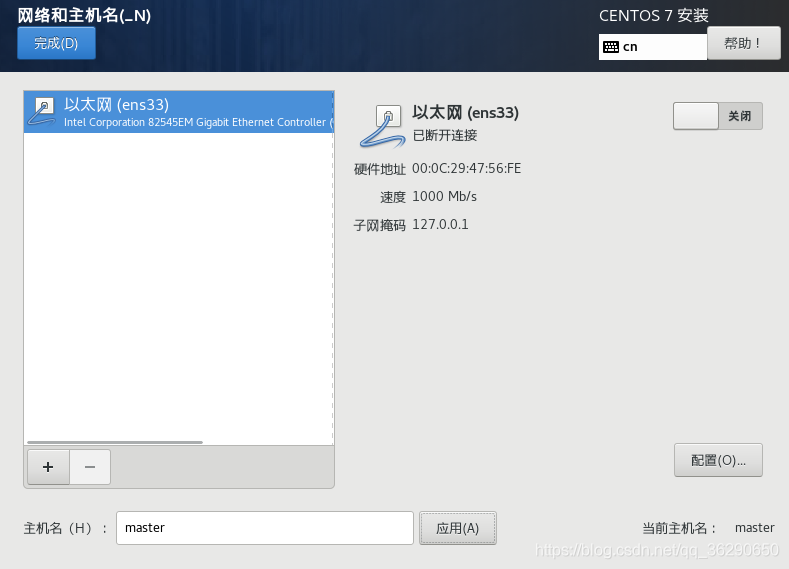 网络和主机名(_N)
CENTOS 7 安装
完成(D)
cn
帮助！
以太网 (ens33)
Intel Corporation 82545EM Gigabit Ethernet Controller (
以太网 (ens33)
已断开连接
关闭
硬件地址 00:0C:29:47:56:FE
速度 1000 Mb/s
子网掩码 127.0.0.1
+ −
配置(O)...
主机名（H）： master 应用(A) 当前主机名： master
https://blog.csdn.net/qq_36290650